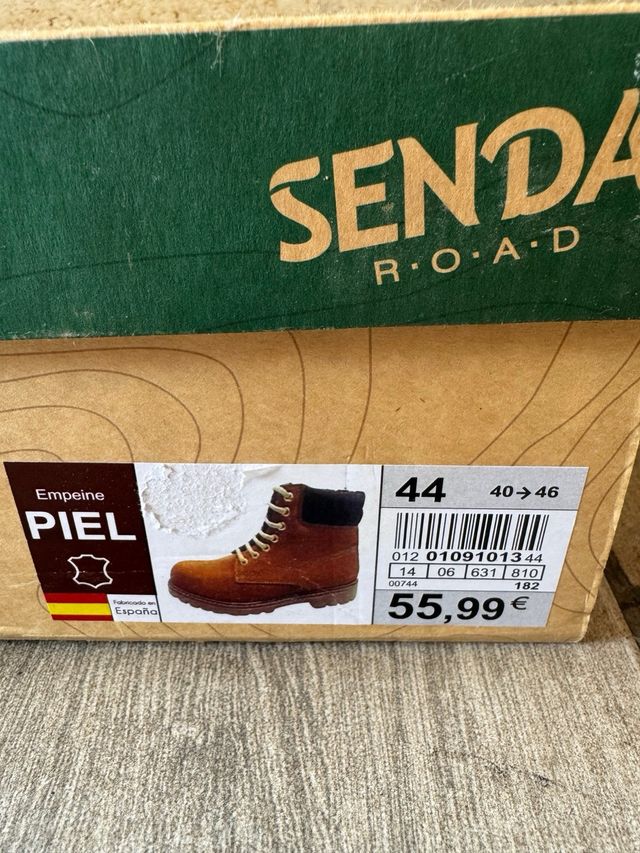 SENDA
R·O·A·D
Empeine
PIEL
Fabricado en
España
44
40→46
012 01091013 44
14 06 631 810
00744
182
55,99€